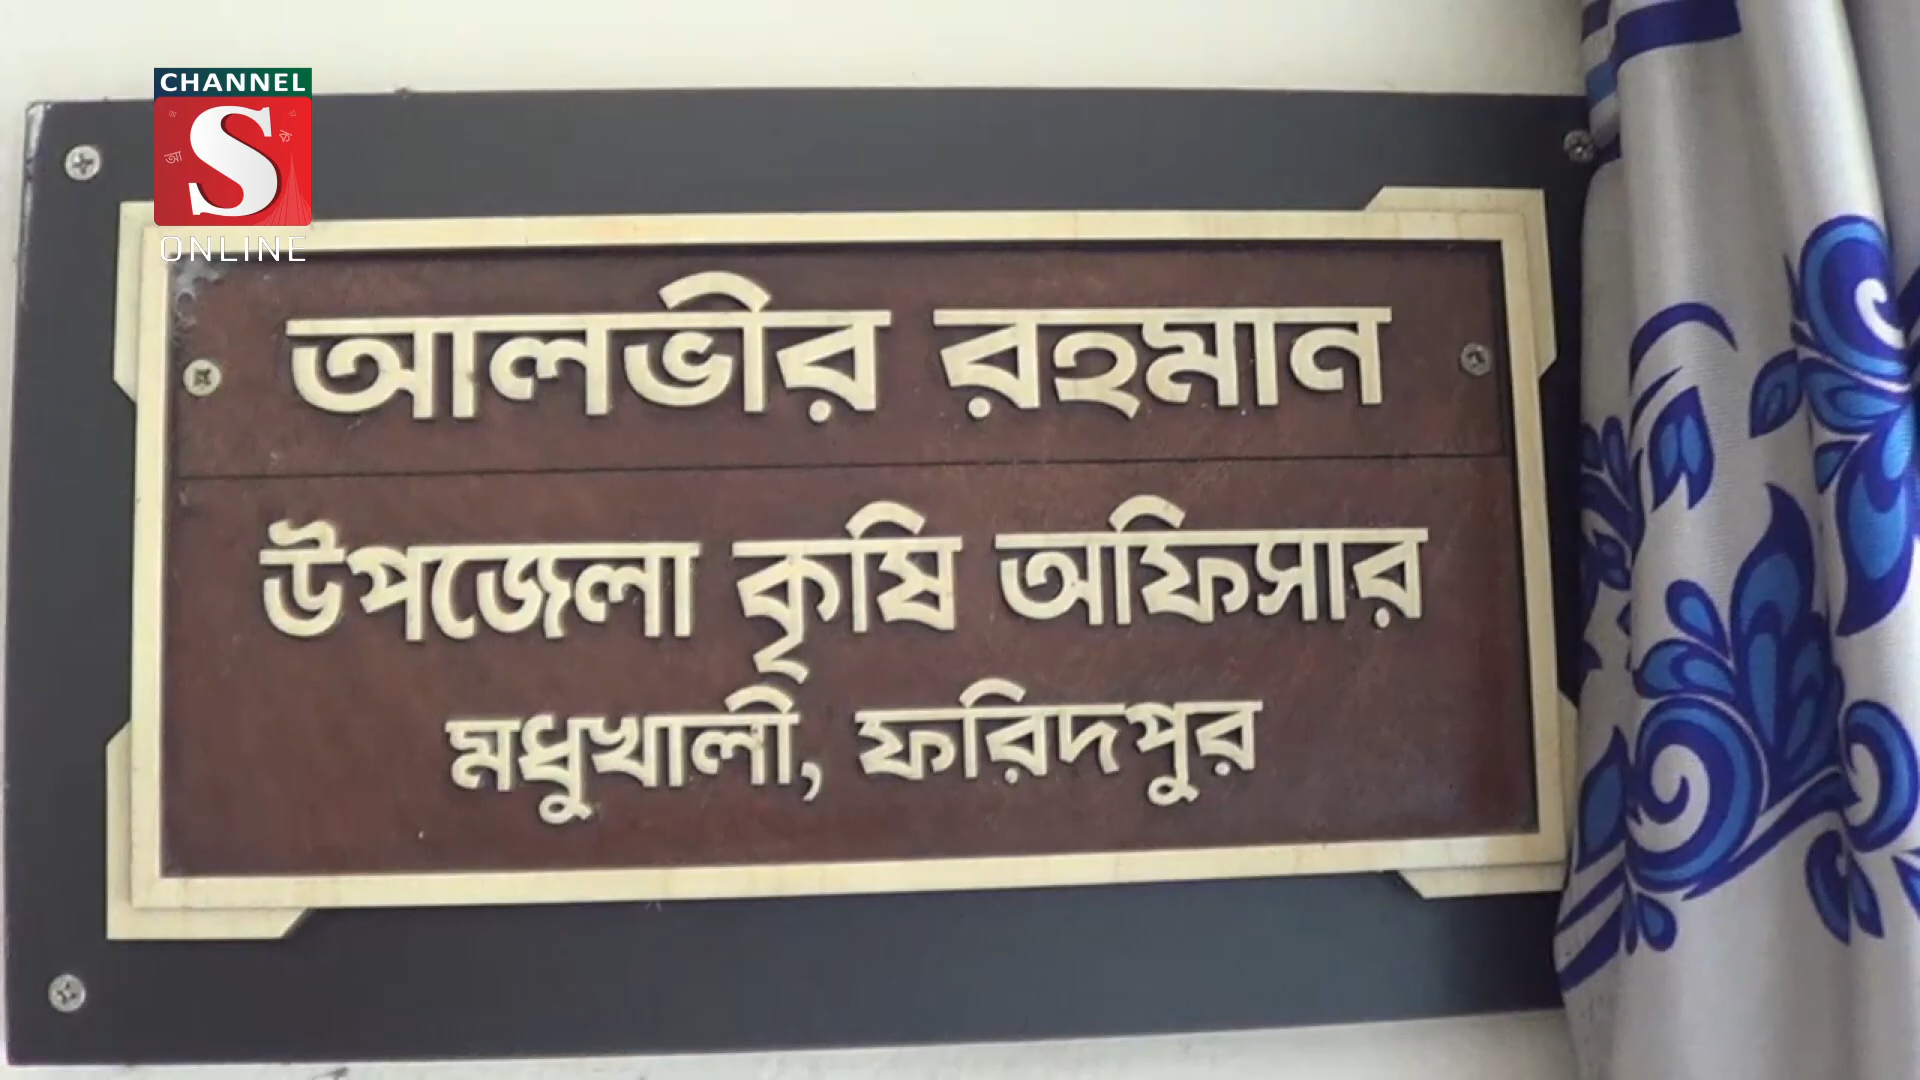 CHANNEL
S
ONLINE
আলভীর রহমান
উপজেলা কৃষি অফিসার
মধুখালী, ফরিদপুর